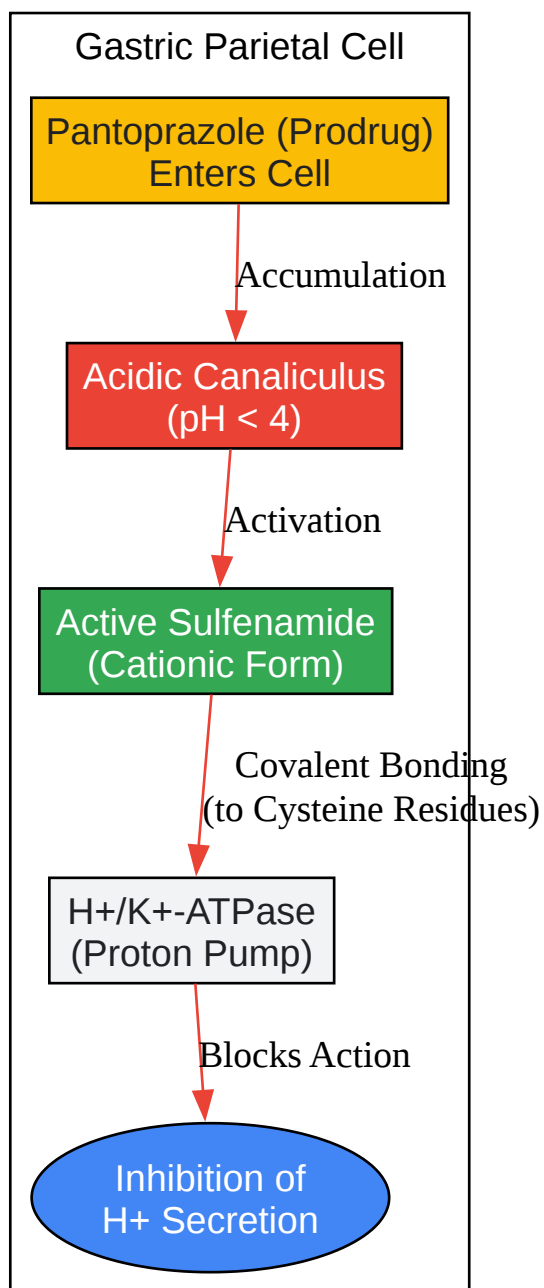 Gastric Parietal Cell
Pantoprazole (Prodrug)
Enters Cell
Accumulation
Acidic Canaliculus
(pH < 4)
Activation
Active Sulfenamide
(Cationic Form)
Covalent Bonding
(to Cysteine Residues)
H+/K+-ATPase
(Proton Pump)
Blocks Action
Inhibition of
H+ Secretion